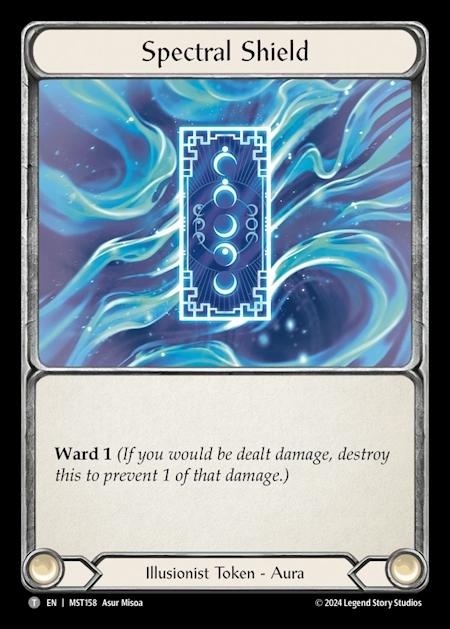 Spectral Shield
Ward 1 (If you would be dealt damage, destroy
this to prevent 1 of that damage.)
Illusionist Token - Aura
T EN | MST158 Asur Misoa © 2024 Legend Story Studios